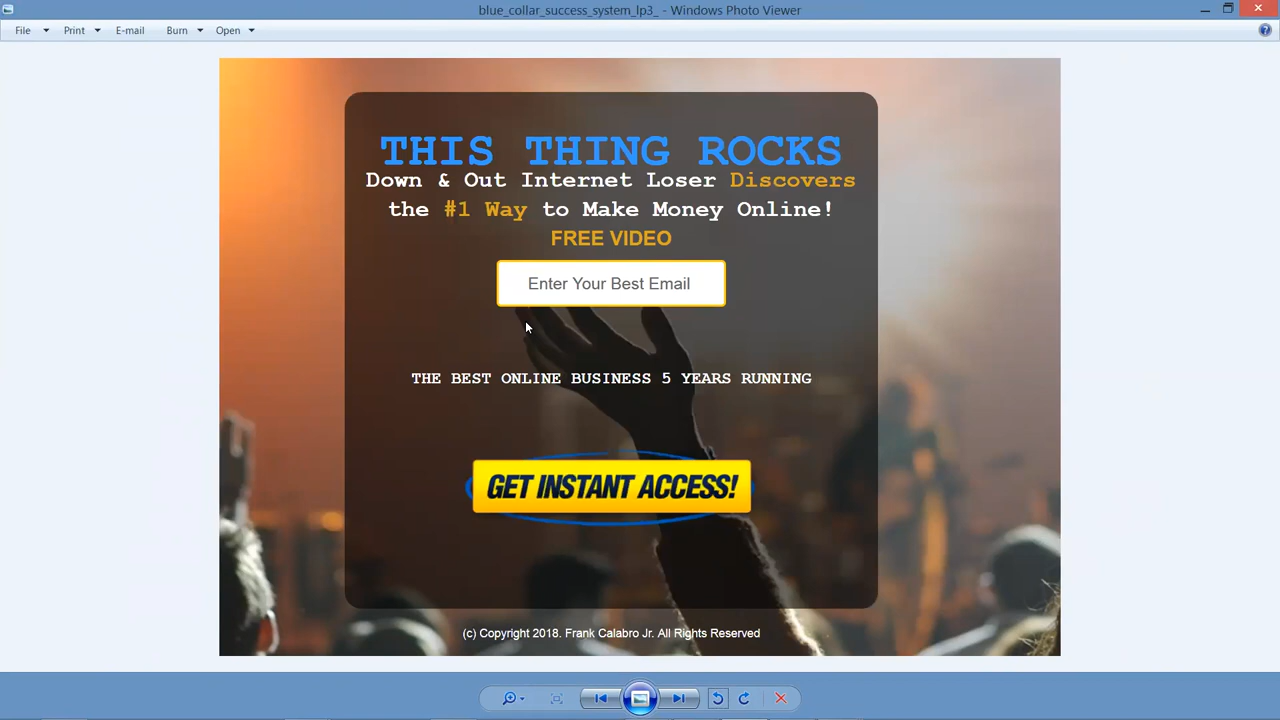 blue_collar_success_system_lp3_ - Windows Photo Viewer
File Print E-mail Burn Open
THIS THING ROCKS
Down & Out Internet Loser Discovers
the #1 Way to Make Money Online!
FREE VIDEO
Enter Your Best Email
THE BEST ONLINE BUSINESS 5 YEARS RUNNING
GET INSTANT ACCESS!
(c) Copyright 2018. Frank Calabro Jr. All Rights Reserved